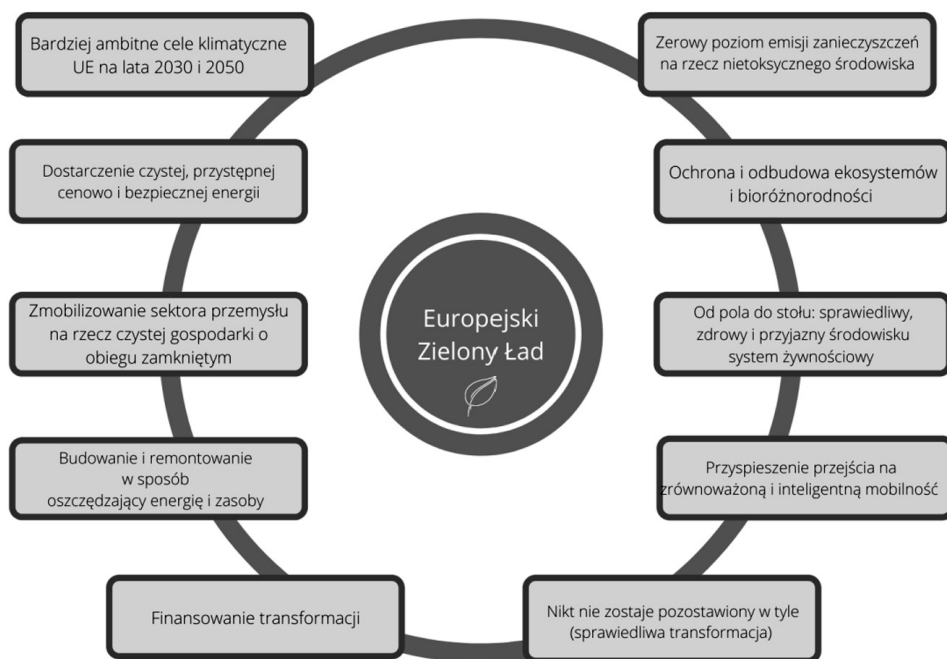 Bardziej ambitne cele klimatyczne
UE na lata 2030 i 2050
Zerowy poziom emisji zanieczyszczeń
na rzecz nietoksycznego środowiska
Dostarczenie czystej, przystępnej
cenowo i bezpiecznej energii
Ochrona i odbudowa ekosystemów
i bioróżnorodności
Zmobilizowanie sektora przemysłu
na rzecz czystej gospodarki o
obiegu zamkniętym
Europejski
Zielony Ład
Od pola do stołu: sprawiedliwy,
zdrowy i przyjazny środowisku
system żywnościowy
Budowanie i remontowanie
w sposób
oszczędzający energię i zasoby
Przyspieszenie przejścia na
zrównoważoną i inteligentną mobilność
Finansowanie transformacji
Nikt nie zostaje pozostawiony w tyle
(sprawiedliwa transformacja)